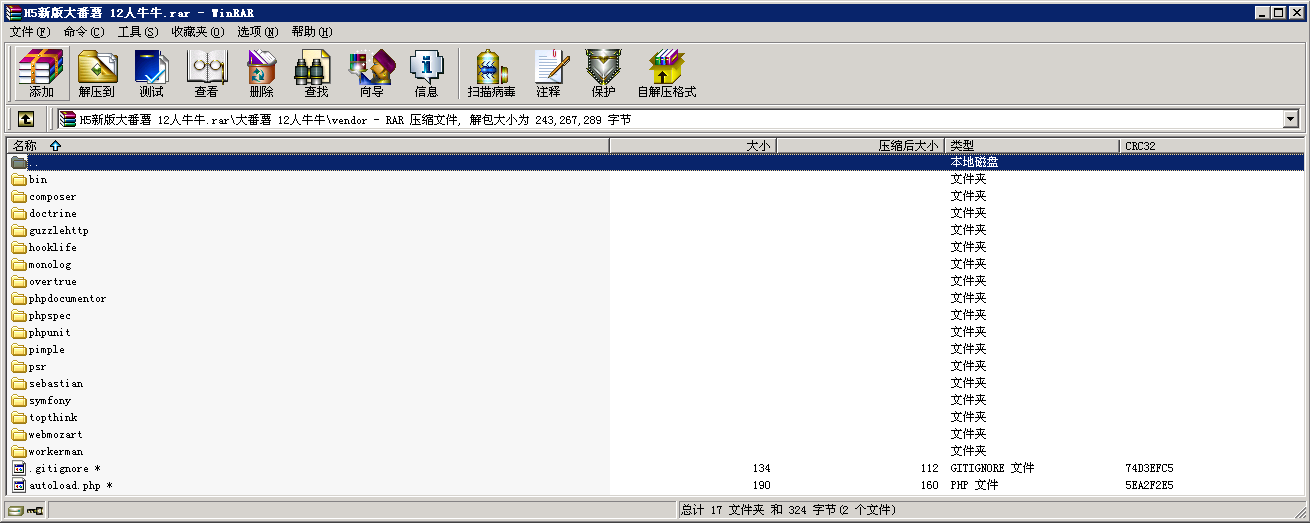 H5新版大番薯 12人牛牛.rar - WinRAR
文件(F) 命令(C) 工具(S) 收藏夹(O) 选项(N) 帮助(H)
添加 解压到 测试 查看 删除 查找 向导 信息 扫描病毒 注释 保护 自解压格式
H5新版大番薯 12人牛牛.rar\大番薯 12人牛牛\vendor - RAR 压缩文件, 解包大小为 243,267,289 字节
名称 大小 压缩后大小 类型 CRC32
.. 本地磁盘
bin 文件夹
composer 文件夹
doctrine 文件夹
guzzlehttp 文件夹
hooklife 文件夹
monolog 文件夹
overtrue 文件夹
phpdocumentor 文件夹
phpspec 文件夹
phpunit 文件夹
pimple 文件夹
psr 文件夹
sebastian 文件夹
symfony 文件夹
topthink 文件夹
webmozart 文件夹
workerman 文件夹
.gitignore * 134 112 GITIGNORE 文件 74D3EFC5
autoload.php * 190 160 PHP 文件 5EA2F2E5
总计 17 文件夹 和 324 字节(2 个文件)